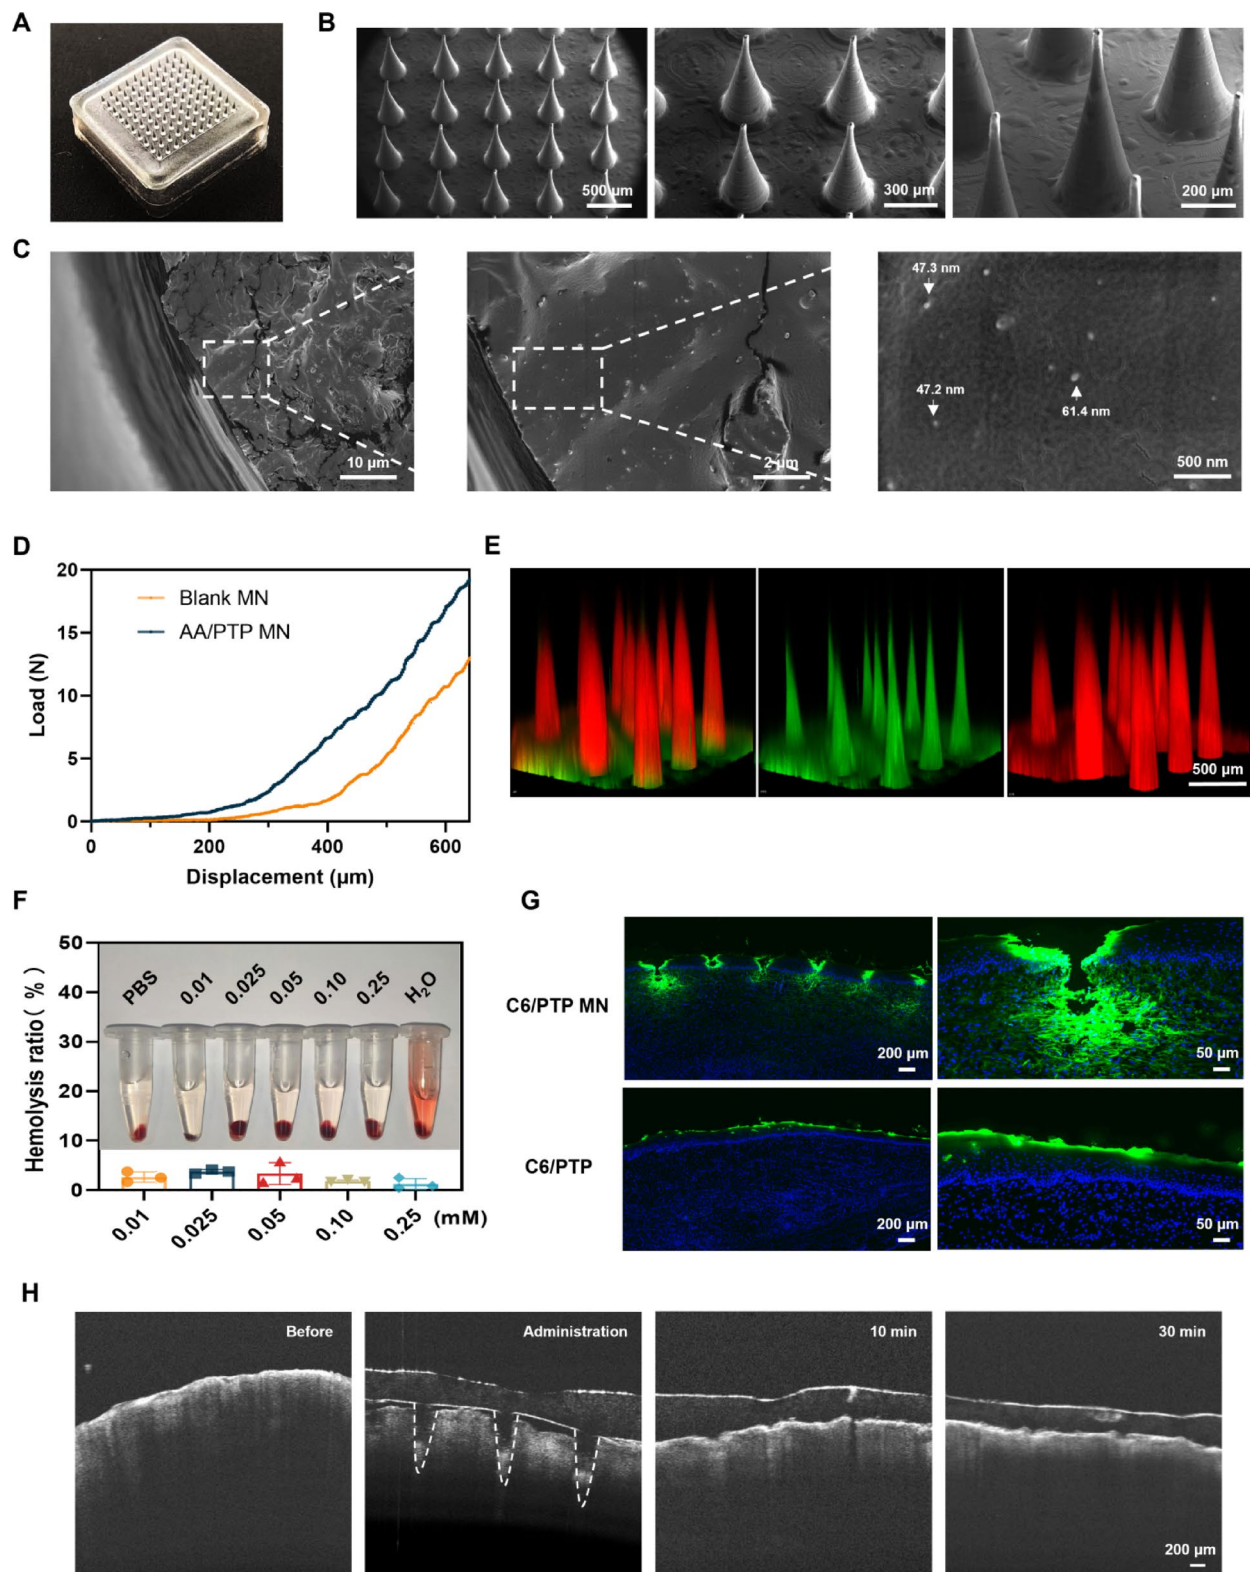 A
B
500 µm
300 µm
200 µm
C
10 µm
2 µm
47.3 nm
47.2 nm
61.4 nm
500 nm
D
20
15
10
5
0
Load (N)
Blank MN
AA/PTP MN
0
200
400
600
Displacement (µm)
E
500 µm
F
50
40
30
20
10
0
Hemolysis ratio( % )
PBS
0.01
0.025
0.05
0.10
0.25
H₂O
0.01
0.025
0.05
0.10
0.25
(mM)
G
C6/PTP MN
200 µm
50 µm
C6/PTP
200 µm
50 µm
H
Before
Administration
10 min
30 min
200 µm